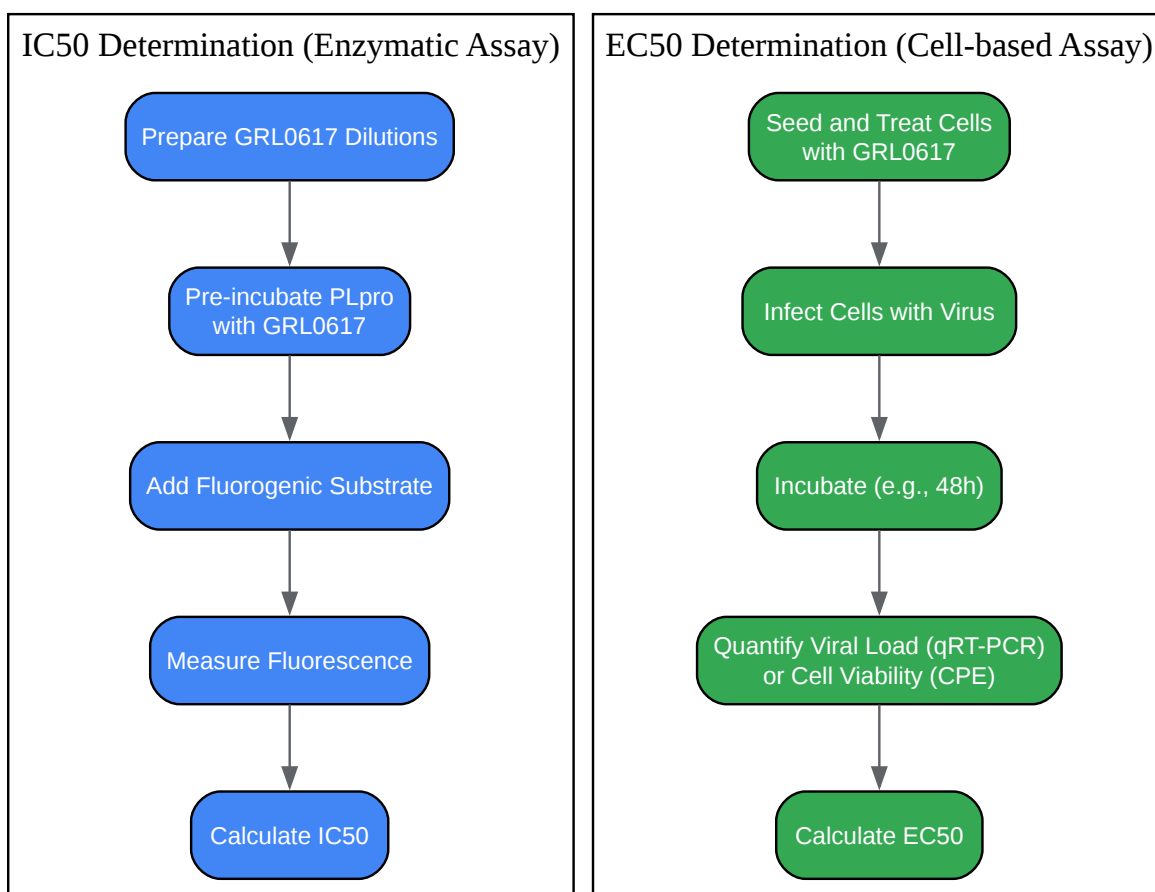 IC50 Determination (Enzymatic Assay)
Prepare GRL0617 Dilutions
Pre-incubate PLpro
with GRL0617
Add Fluorogenic Substrate
Measure Fluorescence
Calculate IC50
EC50 Determination (Cell-based Assay)
Seed and Treat Cells
with GRL0617
Infect Cells with Virus
Incubate (e.g., 48h)
Quantify Viral Load (qRT-PCR)
or Cell Viability (CPE)
Calculate EC50